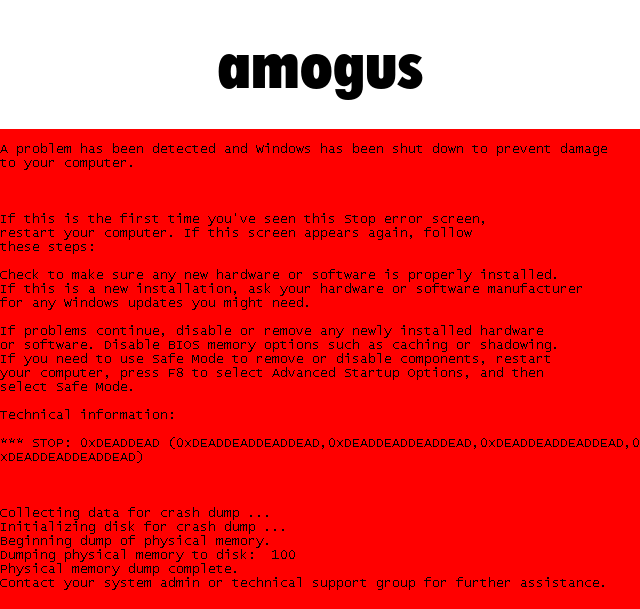 amogus
A problem has been detected and Windows has been shut down to prevent damage
to your computer.
If this is the first time you've seen this Stop error screen,
restart your computer. If this screen appears again, follow
these steps:
Check to make sure any new hardware or software is properly installed.
If this is a new installation, ask your hardware or software manufacturer
for any Windows updates you might need.
If problems continue, disable or remove any newly installed hardware
or software. Disable BIOS memory options such as caching or shadowing.
If you need to use Safe Mode to remove or disable components, restart
your computer, press F8 to select Advanced Startup Options, and then
select Safe Mode.
Technical information:
*** STOP: 0xDEADDEAD (0xDEADDEADDEADDEAD,0xDEADDEADDEADDEAD,0xDEADDEADDEADDEAD,0
xDEADDEADDEADDEAD)
Collecting data for crash dump ...
Initializing disk for crash dump ...
Beginning dump of physical memory.
Dumping physical memory to disk:  100
Physical memory dump complete.
Contact your system admin or technical support group for further assistance.